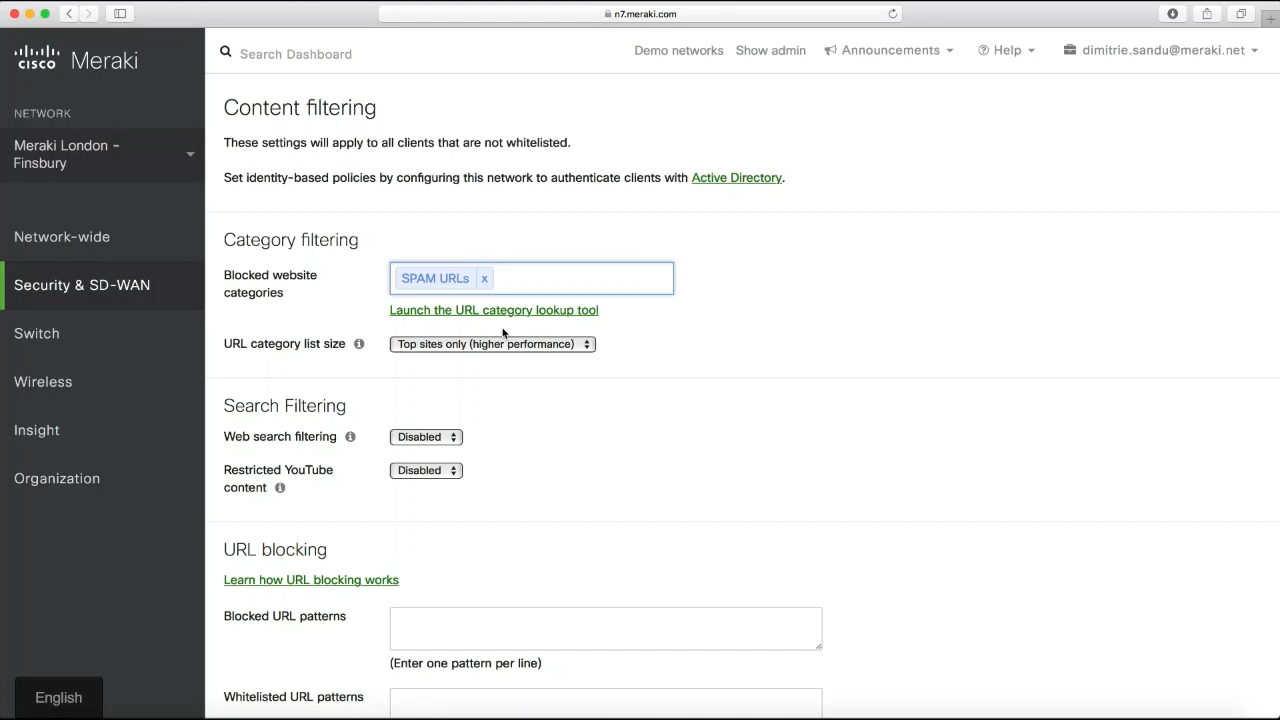 n7.meraki.com
CISCO Meraki
Search Dashboard
Demo networks Show admin Announcements Help dimitrie.sandu@meraki.net
NETWORK
Meraki London -
Finsbury
Network-wide
Security & SD-WAN
Switch
Wireless
Insight
Organization
English
Content filtering
These settings will apply to all clients that are not whitelisted.
Set identity-based policies by configuring this network to authenticate clients with Active Directory.
Category filtering
Blocked website
categories
SPAM URLs x
Launch the URL category lookup tool
URL category list size Top sites only (higher performance)
Search Filtering
Web search filtering Disabled
Restricted YouTube
content
Disabled
URL blocking
Learn how URL blocking works
Blocked URL patterns
(Enter one pattern per line)
Whitelisted URL patterns